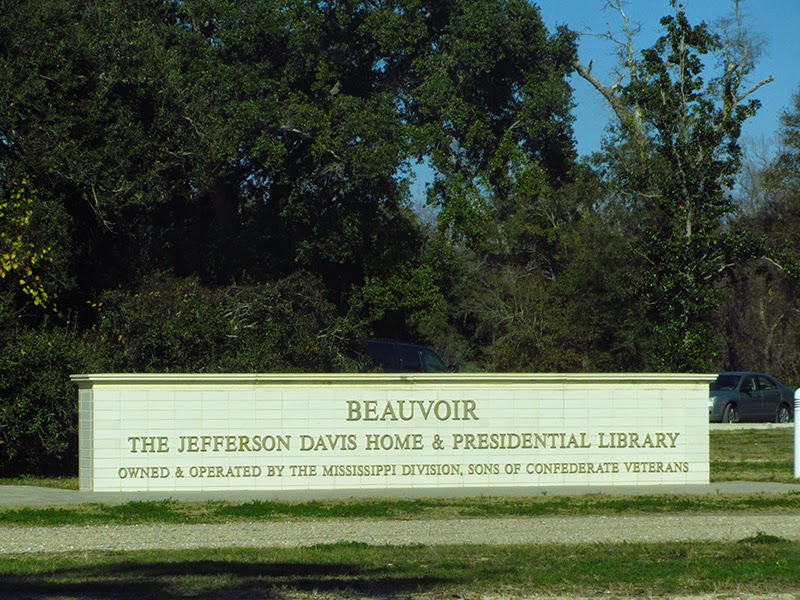 BEAUVOIR
THE JEFFERSON DAVIS HOME & PRESIDENTIAL LIBRARY
OWNED & OPERATED BY THE MISSISSIPPI DIVISION, SONS OF CONFEDERATE VETERANS